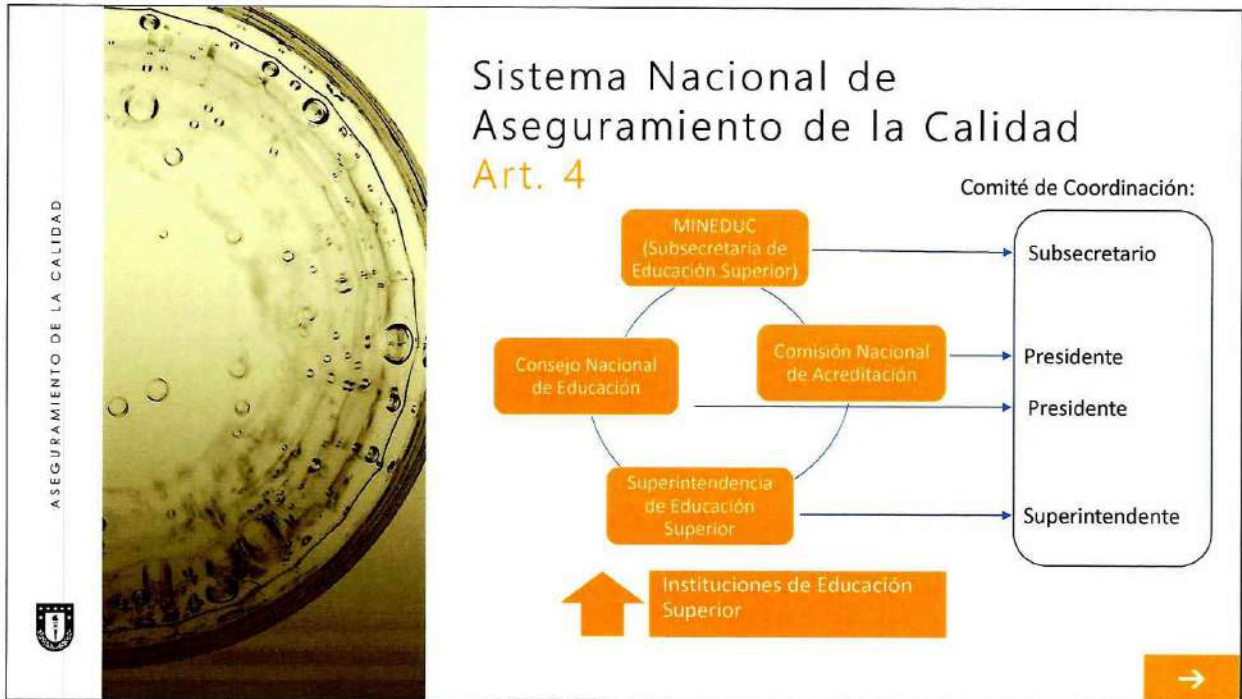 ASEGURAMIENTO DE LA CALIDAD
Sistema Nacional de
Aseguramiento de la Calidad
Art. 4
Comité de Coordinación:
MINEDUC
(Subsecretaria de
Educación Superior)
Subsecretario
Consejo Nacional
de Educación
Comisión Nacional
de Acreditación
Presidente
Presidente
Superintendencia
de Educación
Superior
Superintendente
Instituciones de Educación
Superior